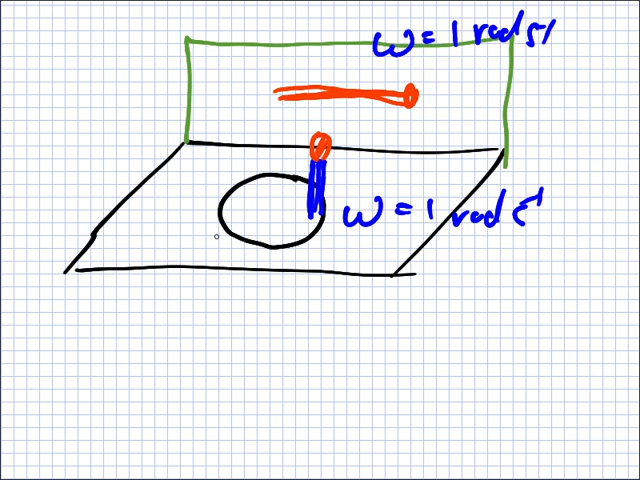 ω = 1 rad s⁻¹
ω = 1 rad s⁻¹